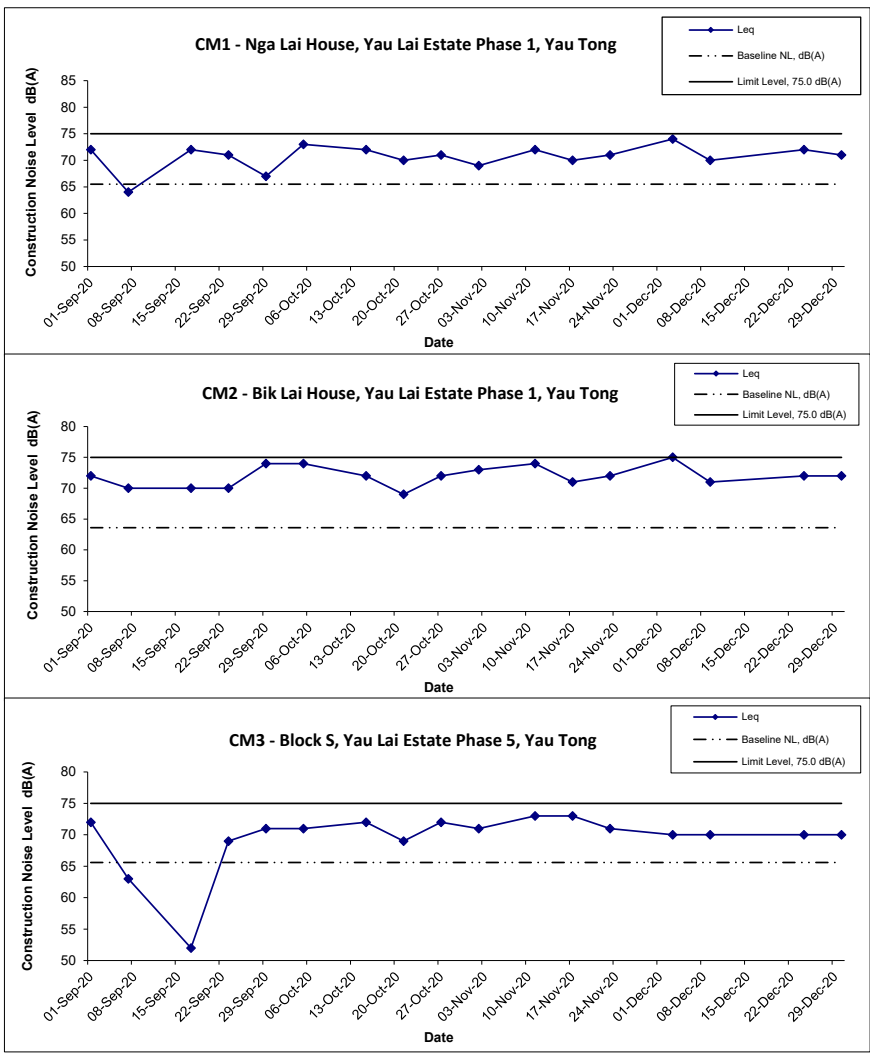 CM1 - Nga Lai House, Yau Lai Estate Phase 1, Yau Tong
Leq
Baseline NL, dB(A)
Limit Level, 75.0 dB(A)
Construction Noise Level dB(A)
85
80
75
70
65
60
55
50
01-Sep-20 08-Sep-20 15-Sep-20 22-Sep-20 29-Sep-20 06-Oct-20 13-Oct-20 20-Oct-20 27-Oct-20 03-Nov-20 10-Nov-20 17-Nov-20 24-Nov-20 01-Dec-20 08-Dec-20 15-Dec-20 22-Dec-20 29-Dec-20
Date
CM2 - Bik Lai House, Yau Lai Estate Phase 1, Yau Tong
Leq
Baseline NL, dB(A)
Limit Level, 75.0 dB(A)
Construction Noise Level dB(A)
80
75
70
65
60
55
50
01-Sep-20 08-Sep-20 15-Sep-20 22-Sep-20 29-Sep-20 06-Oct-20 13-Oct-20 20-Oct-20 27-Oct-20 03-Nov-20 10-Nov-20 17-Nov-20 24-Nov-20 01-Dec-20 08-Dec-20 15-Dec-20 22-Dec-20 29-Dec-20
Date
CM3 - Block S, Yau Lai Estate Phase 5, Yau Tong
Leq
Baseline NL, dB(A)
Limit Level, 75.0 dB(A)
Construction Noise Level dB(A)
80
75
70
65
60
55
50
01-Sep-20 08-Sep-20 15-Sep-20 22-Sep-20 29-Sep-20 06-Oct-20 13-Oct-20 20-Oct-20 27-Oct-20 03-Nov-20 10-Nov-20 17-Nov-20 24-Nov-20 01-Dec-20 08-Dec-20 15-Dec-20 22-Dec-20 29-Dec-20
Date